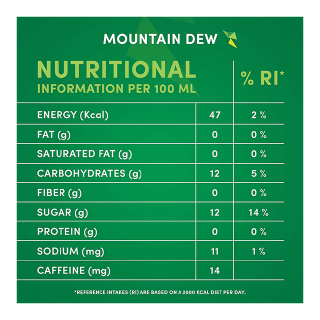 MOUNTAIN DEW
NUTRITIONAL
INFORMATION PER 100 ML
% RI*
ENERGY (Kcal) 47 2 %
FAT (g) 0 0 %
SATURATED FAT (g) 0 0 %
CARBOHYDRATES (g) 12 5 %
FIBER (g) 0 0 %
SUGAR (g) 12 14 %
PROTEIN (g) 0 0 %
SODIUM (mg) 11 1 %
CAFFEINE (mg) 14
*REFERENCE INTAKES (RI) ARE BASED ON A 2000 KCAL DIET PER DAY.